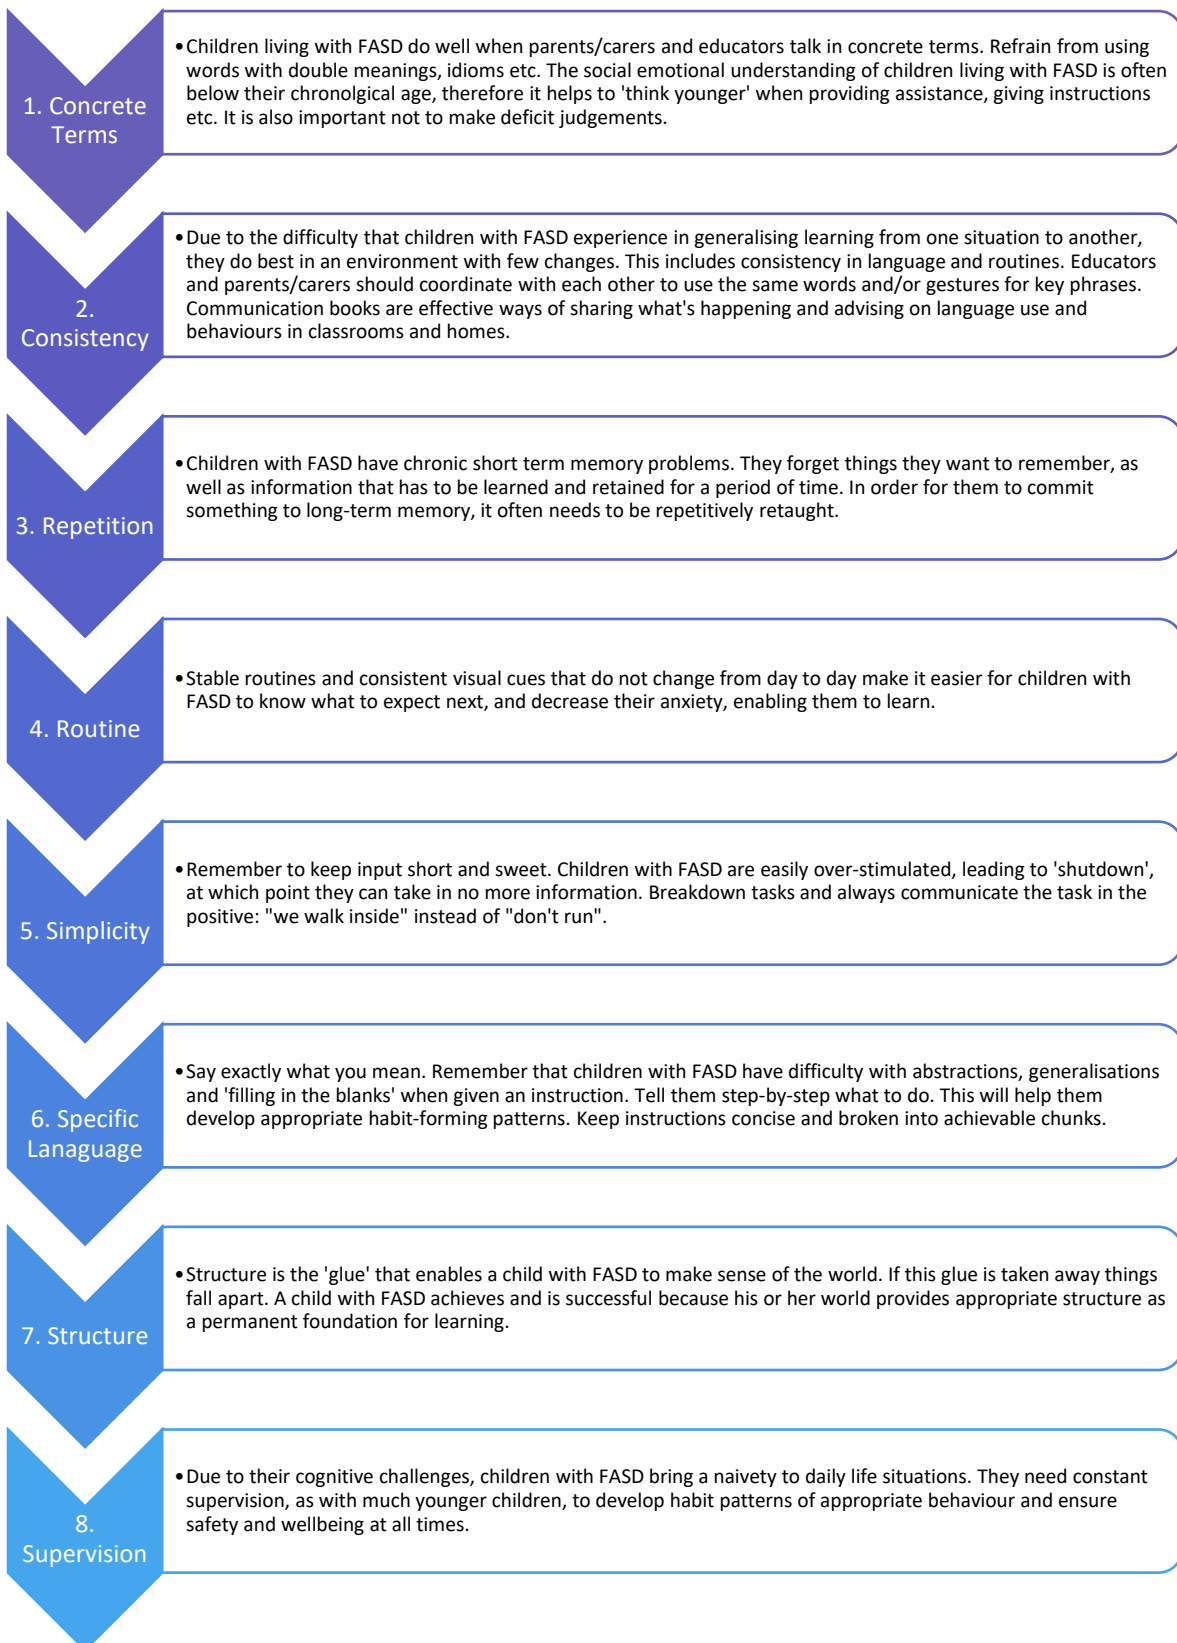 1. Concrete
Terms
•Children living with FASD do well when parents/carers and educators talk in concrete terms. Refrain from using
words with double meanings, idioms etc. The social emotional understanding of children living with FASD is often
below their chronolgical age, therefore it helps to 'think younger' when providing assistance, giving instructions
etc. It is also important not to make deficit judgements.
2.
Consistency
•Due to the difficulty that children with FASD experience in generalising learning from one situation to another,
they do best in an environment with few changes. This includes consistency in language and routines. Educators
and parents/carers should coordinate with each other to use the same words and/or gestures for key phrases.
Communication books are effective ways of sharing what's happening and advising on language use and
behaviours in classrooms and homes.
3. Repetition
•Children with FASD have chronic short term memory problems. They forget things they want to remember, as
well as information that has to be learned and retained for a period of time. In order for them to commit
something to long-term memory, it often needs to be repetitively retaught.
4. Routine
•Stable routines and consistent visual cues that do not change from day to day make it easier for children with
FASD to know what to expect next, and decrease their anxiety, enabling them to learn.
5. Simplicity
•Remember to keep input short and sweet. Children with FASD are easily over-stimulated, leading to 'shutdown',
at which point they can take in no more information. Breakdown tasks and always communicate the task in the
positive: "we walk inside" instead of "don't run".
6. Specific
Lanaguage
•Say exactly what you mean. Remember that children with FASD have difficulty with abstractions, generalisations
and 'filling in the blanks' when given an instruction. Tell them step-by-step what to do. This will help them
develop appropriate habit-forming patterns. Keep instructions concise and broken into achievable chunks.
7. Structure
•Structure is the 'glue' that enables a child with FASD to make sense of the world. If this glue is taken away things
fall apart. A child with FASD achieves and is successful because his or her world provides appropriate structure as
a permanent foundation for learning.
8.
Supervision
•Due to their cognitive challenges, children with FASD bring a naivety to daily life situations. They need constant
supervision, as with much younger children, to develop habit patterns of appropriate behaviour and ensure
safety and wellbeing at all times.